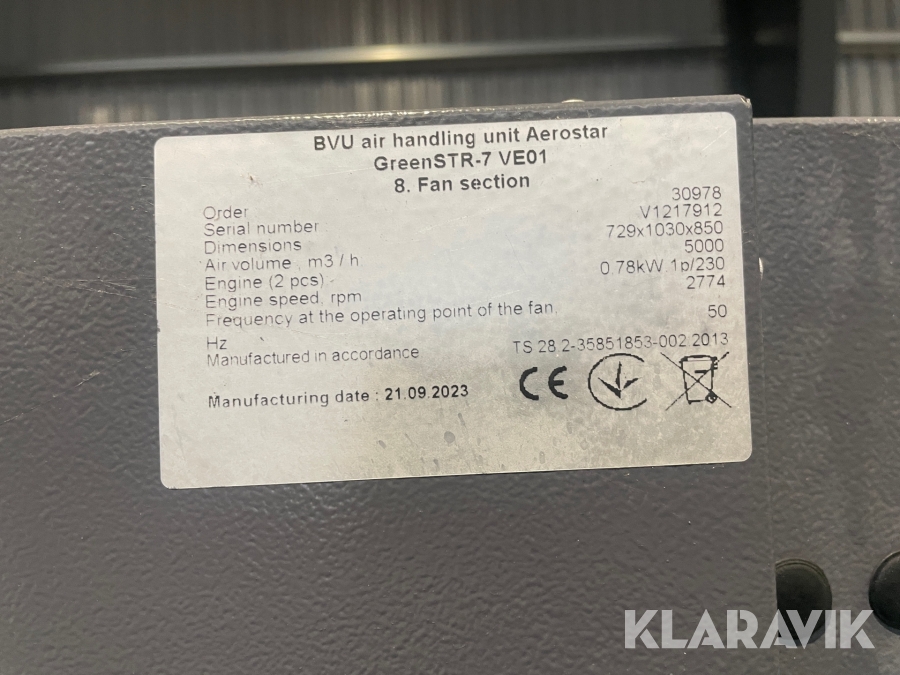 BVU air handling unit Aerostar
GreenSTR-7 VE01
8. Fan section
Order 30978
Serial number V1217912
Dimensions 729x1030x850
Air volume , m3 / h 5000
Engine (2 pcs) 0.78kW 1p/230
Engine speed, rpm 2774
Frequency at the operating point of the fan, 50
Hz
Manufactured in accordance TS 28.2-35851853-002:2013
Manufacturing date : 21.09.2023
CE
KLARAVIK